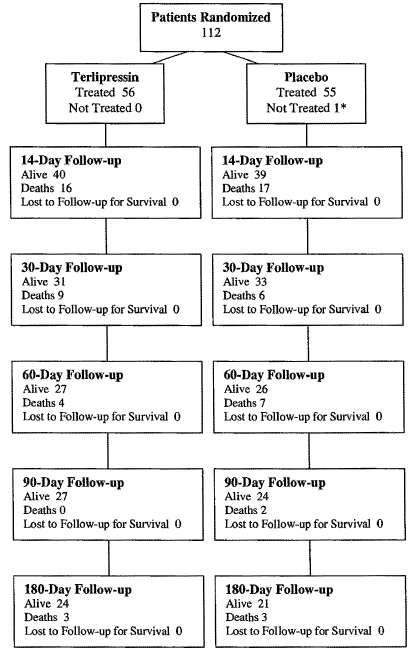 Patients Randomized
112
Terlipressin
Treated 56
Not Treated 0
Placebo
Treated 55
Not Treated 1*
14-Day Follow-up
Alive 40
Deaths 16
Lost to Follow-up for Survival 0
14-Day Follow-up
Alive 39
Deaths 17
Lost to Follow-up for Survival 0
30-Day Follow-up
Alive 31
Deaths 9
Lost to Follow-up for Survival 0
30-Day Follow-up
Alive 33
Deaths 6
Lost to Follow-up for Survival 0
60-Day Follow-up
Alive 27
Deaths 4
Lost to Follow-up for Survival 0
60-Day Follow-up
Alive 26
Deaths 7
Lost to Follow-up for Survival 0
90-Day Follow-up
Alive 27
Deaths 0
Lost to Follow-up for Survival 0
90-Day Follow-up
Alive 24
Deaths 2
Lost to Follow-up for Survival 0
180-Day Follow-up
Alive 24
Deaths 3
Lost to Follow-up for Survival 0
180-Day Follow-up
Alive 21
Deaths 3
Lost to Follow-up for Survival 0